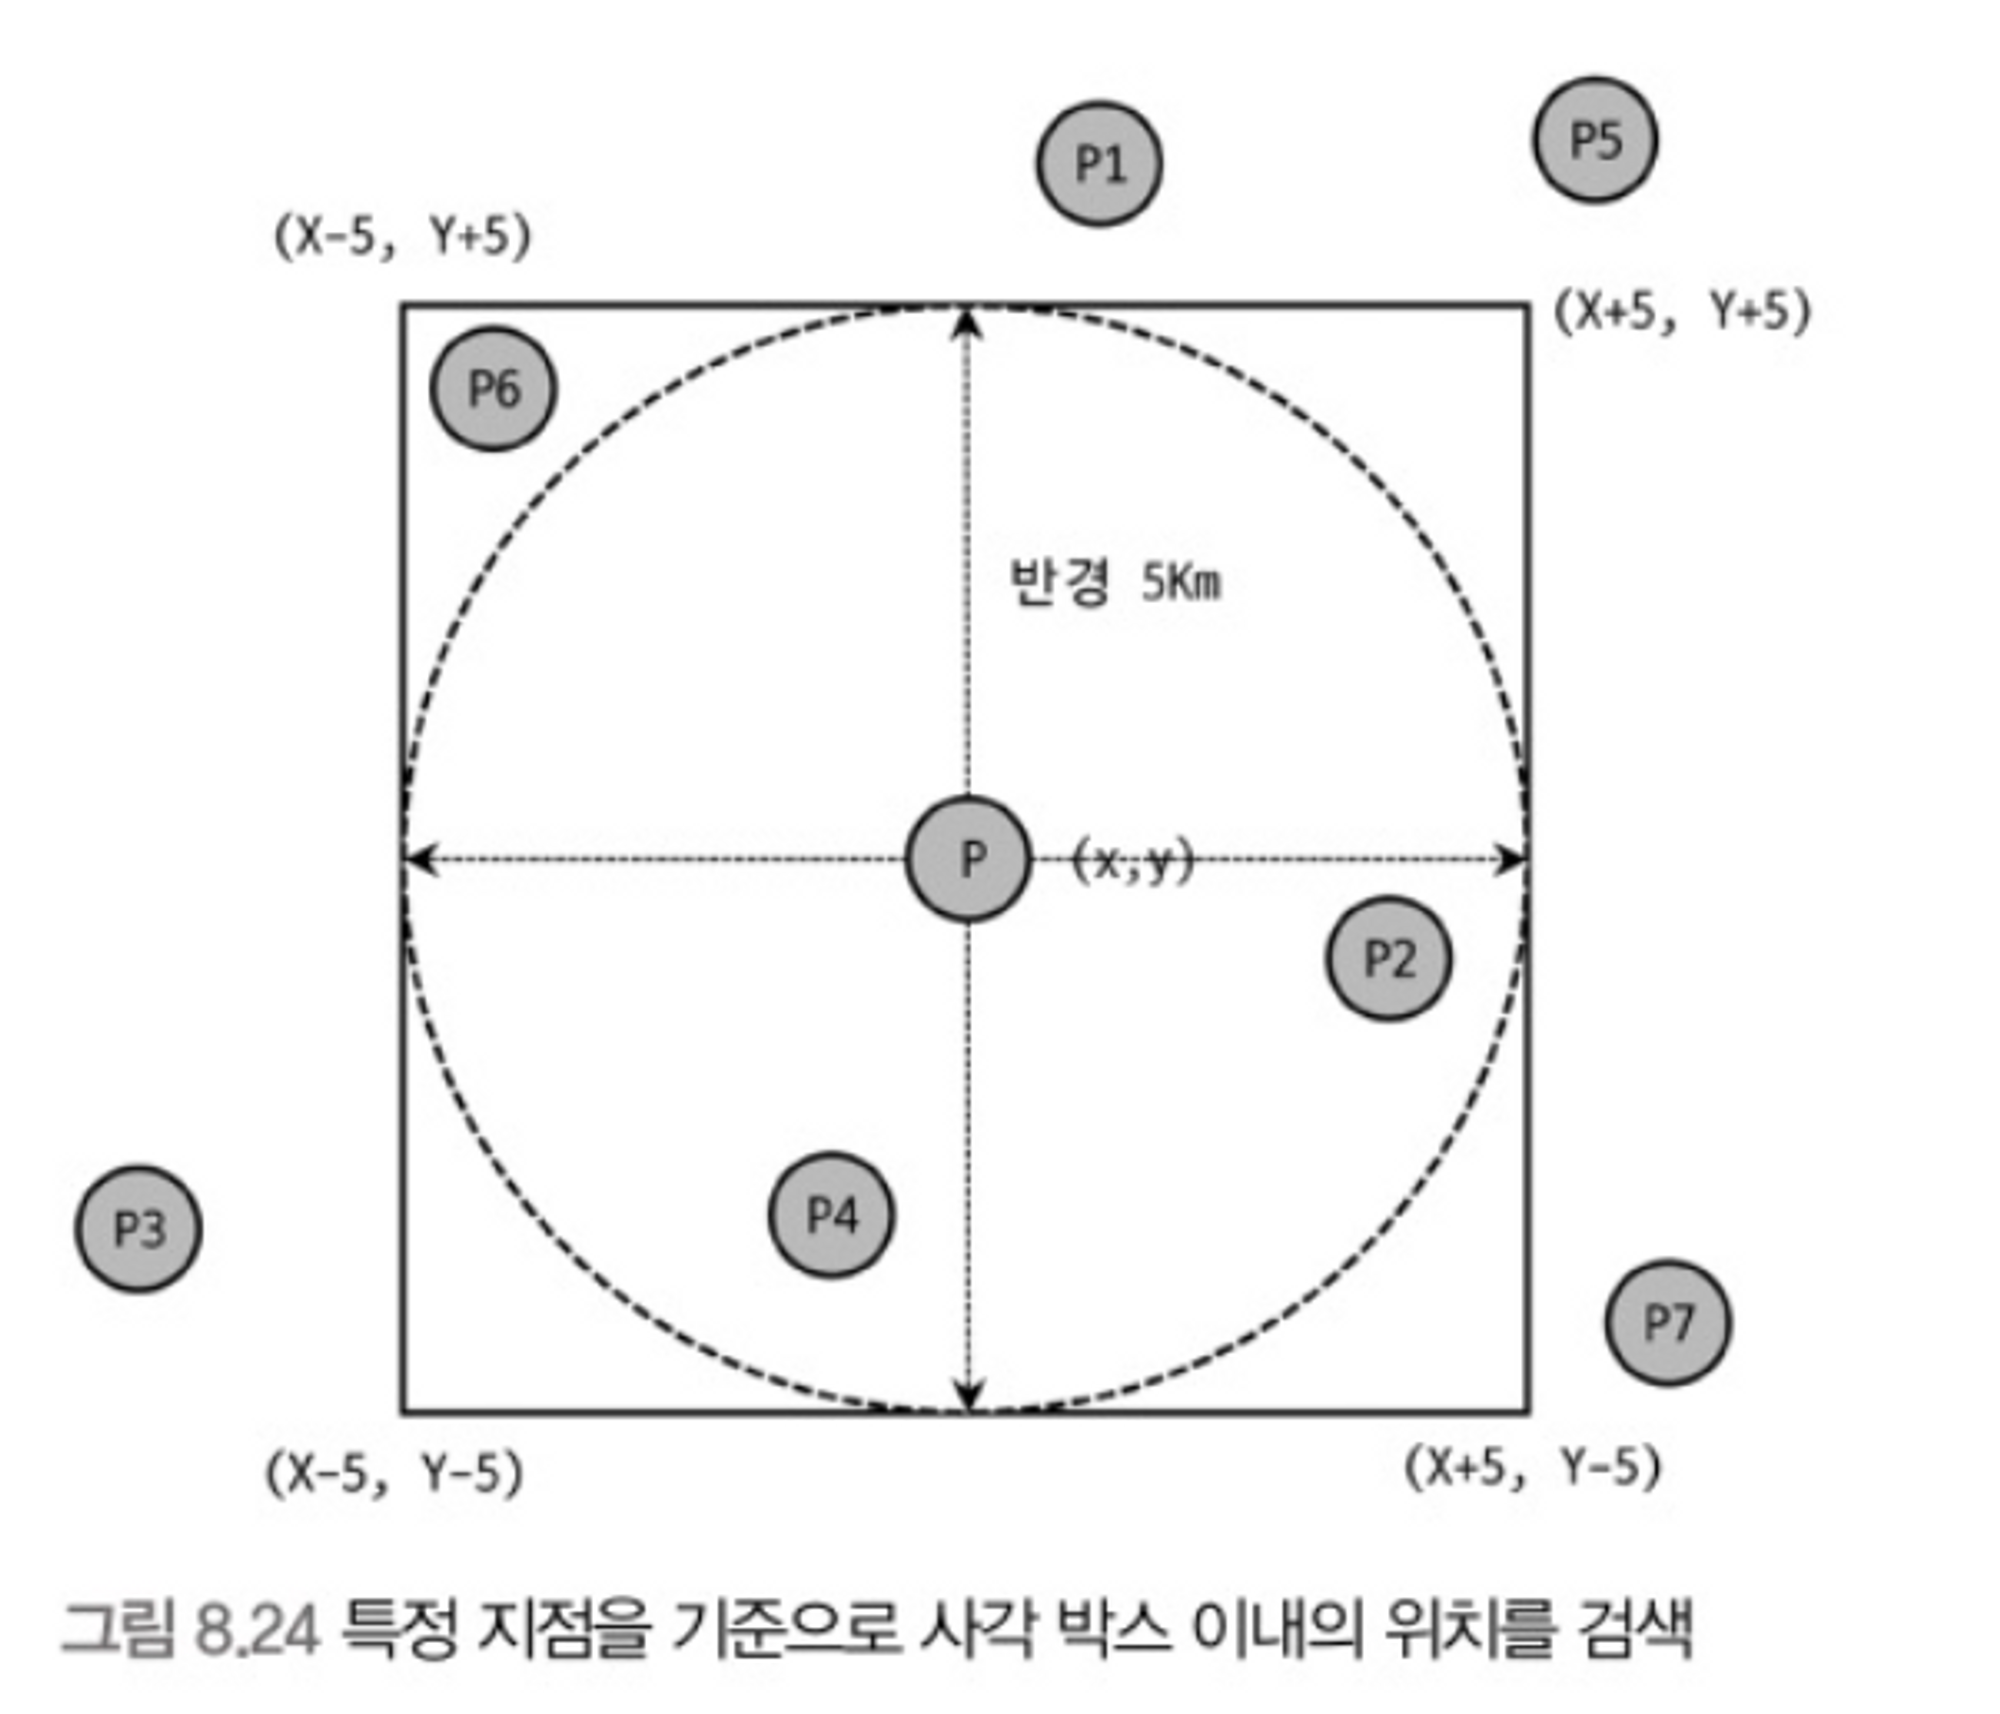 P1
P5
(X-5, Y+5)
(X+5, Y+5)
P6
반경 5Km
P
(x,y)
P2
P4
P3
P7
(X-5, Y-5)
(X+5, Y-5)
그림 8.24 특정 지점을 기준으로 사각 박스 이내의 위치를 검색